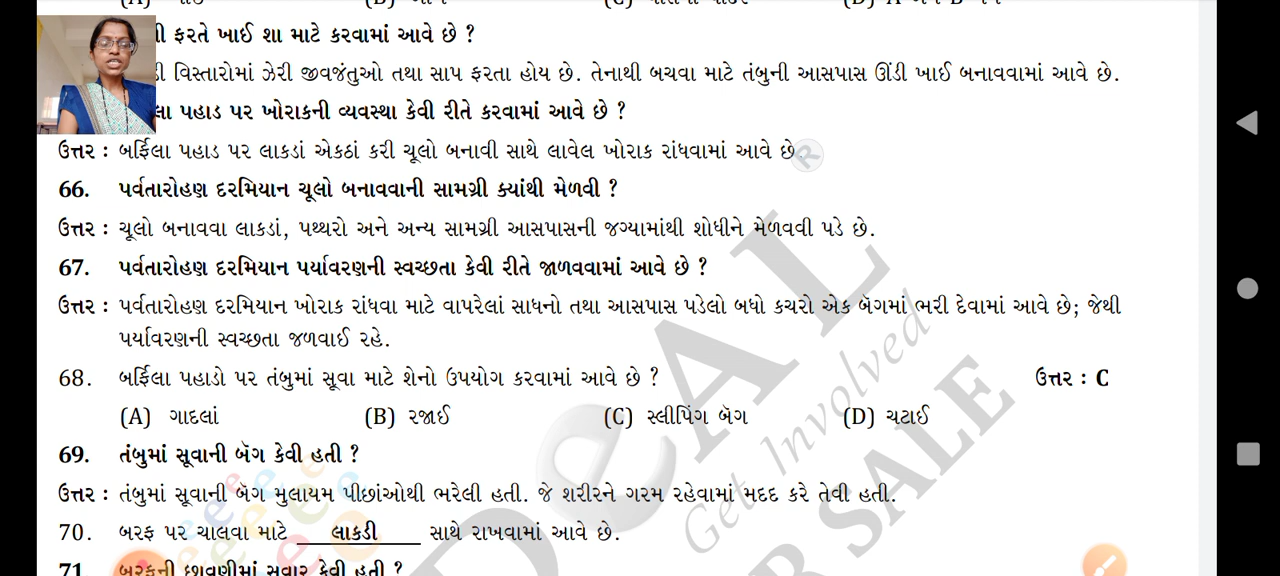 ી ફરતે ખાઈ શા માટે કરવામાં આવે છે ?
ડી વિસ્તારોમાં ઝેરી જીવજંતુઓ તથા સાપ ફરતા હોય છે. તેનાથી બચવા માટે તંબુની આસપાસ ઊંડી ખાઈ બનાવવામાં આવે છે.
લા પહાડ પર ખોરાકની વ્યવસ્થા કેવી રીતે કરવામાં આવે છે ?
ઉત્તર : બર્ફિલા પહાડ પર લાકડાં એકઠાં કરી ચૂલો બનાવી સાથે લાવેલ ખોરાક રાંધવામાં આવે છે.
66. પર્વતારોહણ દરમિયાન ચૂલો બનાવવાની સામગ્રી ક્યાંથી મેળવી ?
ઉત્તર : ચૂલો બનાવવા લાકડાં, પથ્થરો અને અન્ય સામગ્રી આસપાસની જગ્યામાંથી શોધીને મેળવવી પડે છે.
67. પર્વતારોહણ દરમિયાન પર્યાવરણની સ્વચ્છતા કેવી રીતે જાળવવામાં આવે છે ?
ઉત્તર : પર્વતારોહણ દરમિયાન ખોરાક રાંધવા માટે વાપરેલાં સાધનો તથા આસપાસ પડેલો બધો કચરો એક બૅગમાં ભરી દેવામાં આવે છે; જેથી
પર્યાવરણની સ્વચ્છતા જળવાઈ રહે.
68. બર્ફિલા પહાડો પર તંબુમાં સૂવા માટે શેનો ઉપયોગ કરવામાં આવે છે ? ઉત્તર : C
(A) ગાદલાં (B) રજાઈ (C) સ્લીપિંગ બૅગ (D) ચટાઈ
69. તંબુમાં સૂવાની બૅગ કેવી હતી ?
ઉત્તર : તંબુમાં સૂવાની બૅગ મુલાયમ પીછાંઓથી ભરેલી હતી. જે શરીરને ગરમ રહેવામાં મદદ કરે તેવી હતી.
70. બરફ પર ચાલવા માટે લાકડી સાથે રાખવામાં આવે છે.
71. બરફની છાવણીમાં સવાર કેવી હતી ?
DeAL
®
Get Involved
SALE